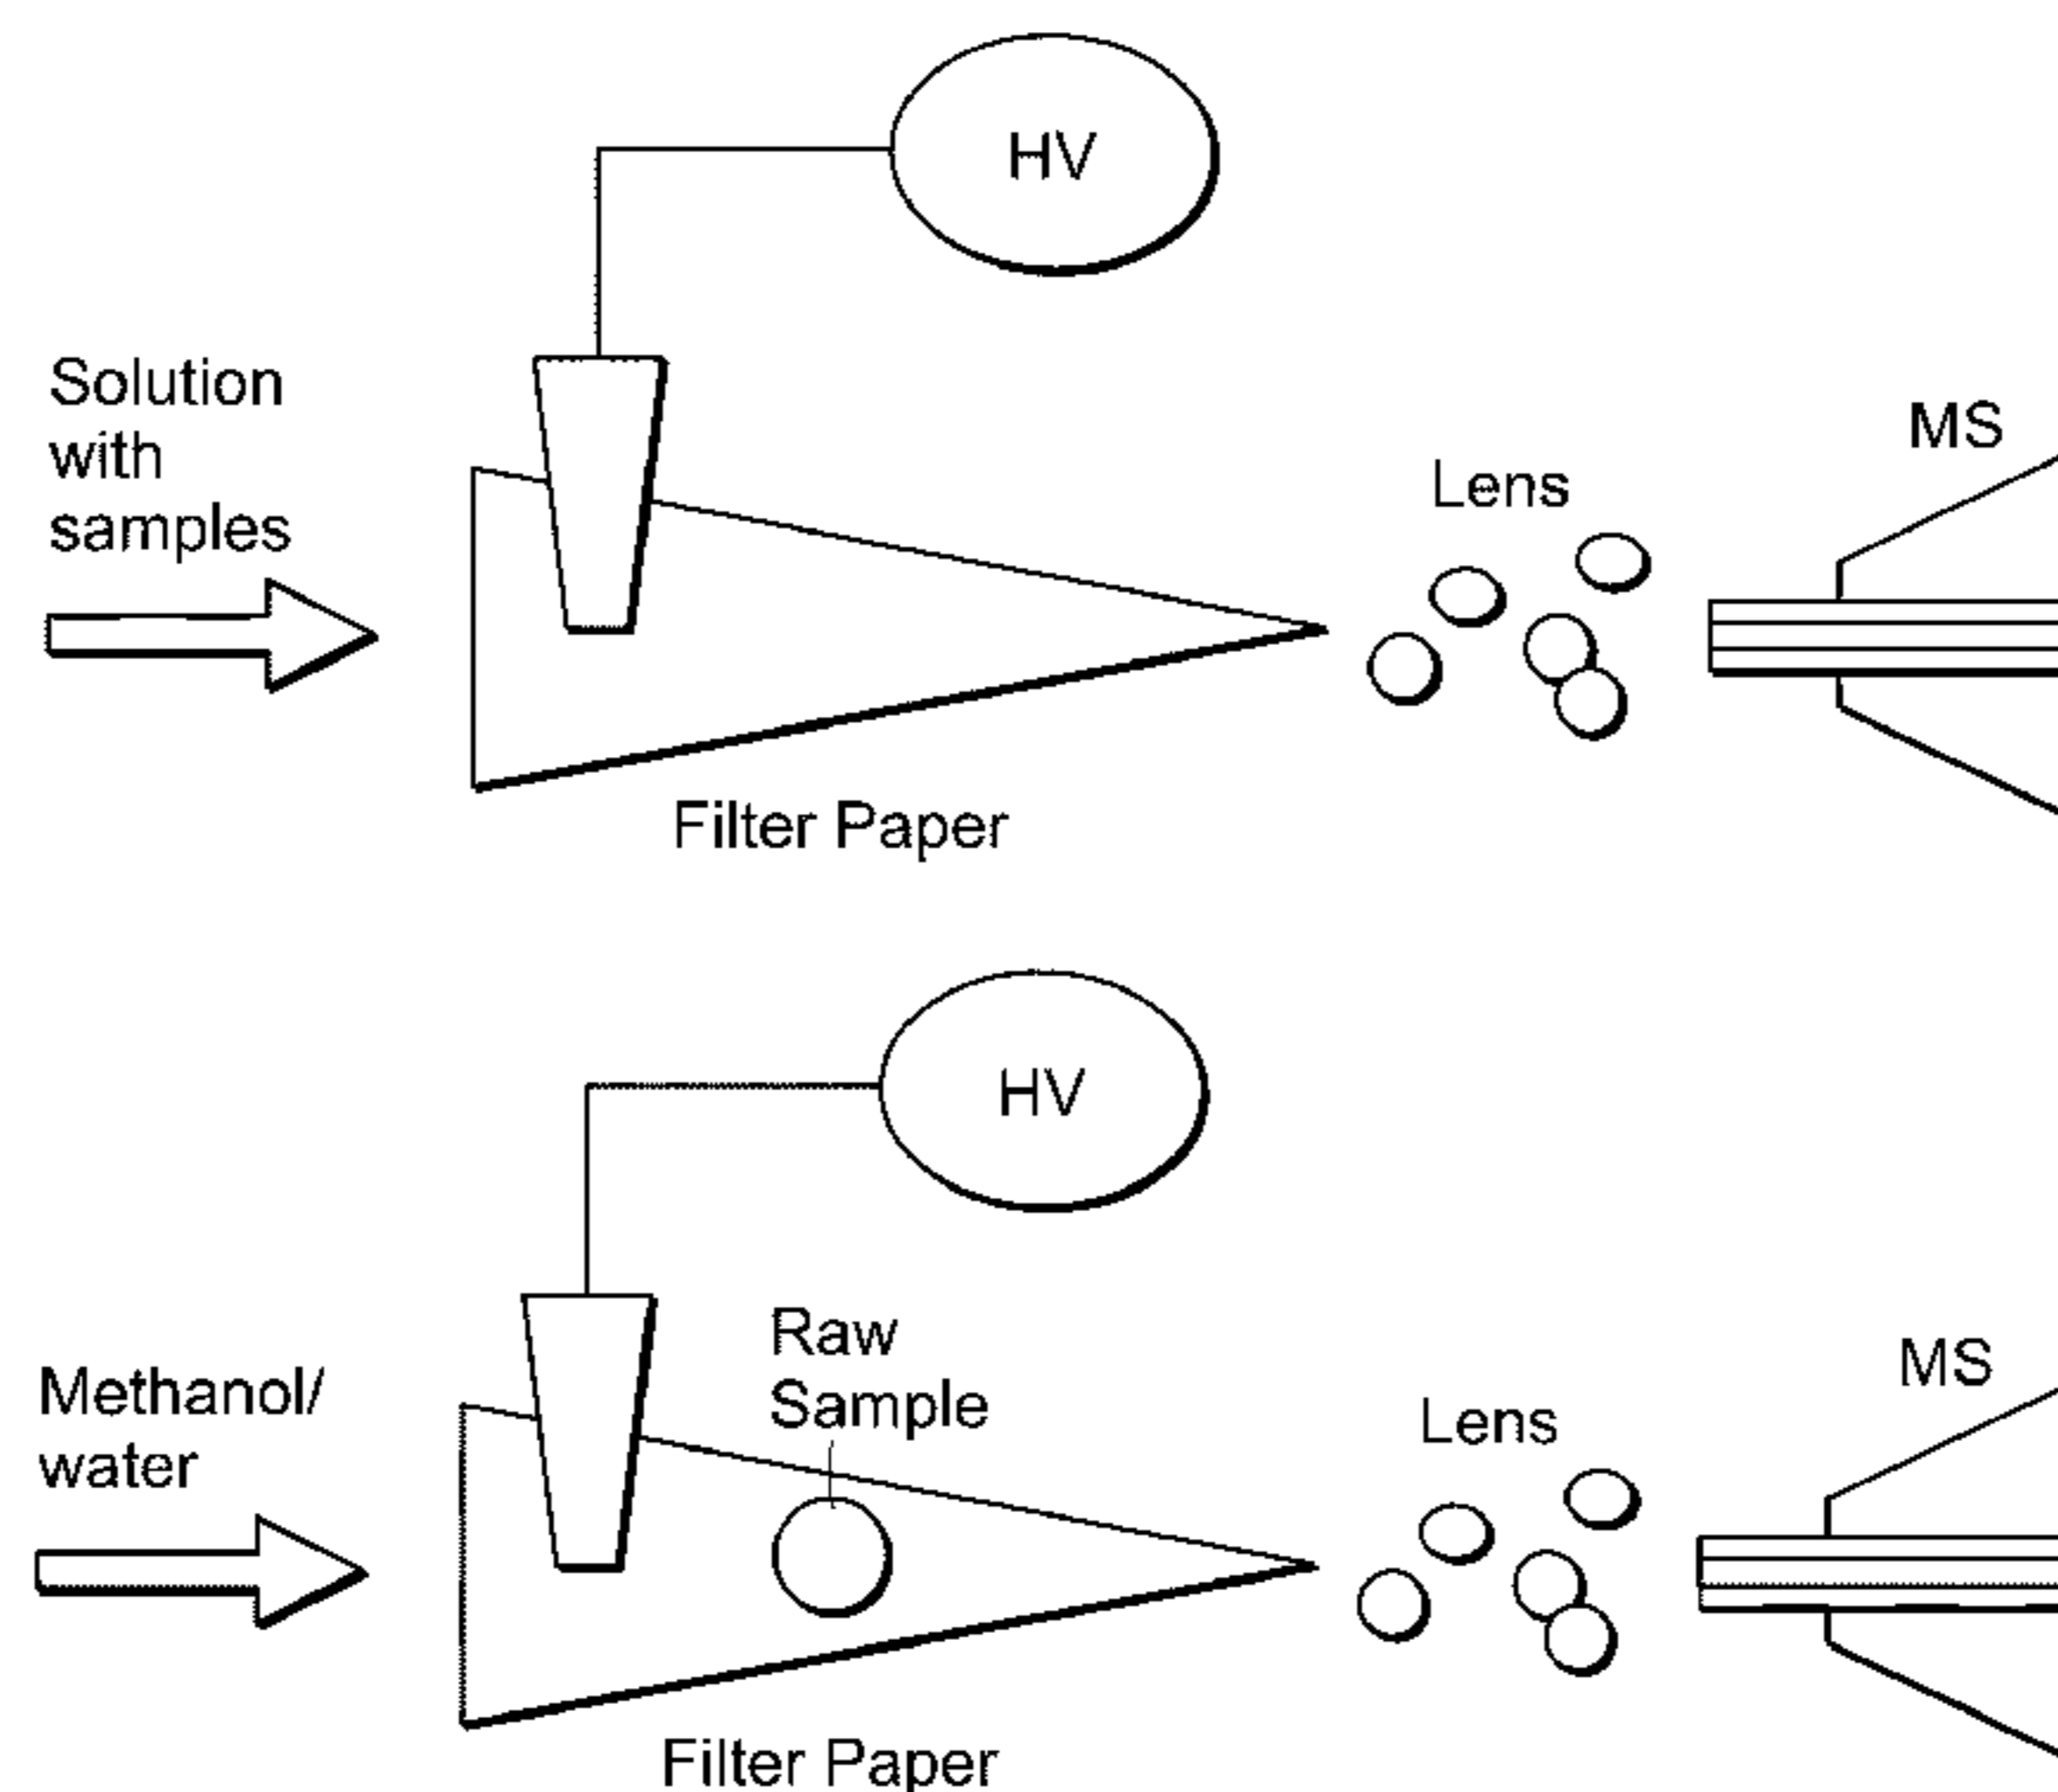 HV
Solution
with
samples
MS
Lens
Filter Paper
HV
Raw
Sample
Methanol/
water
MS
Lens
Filter Paper